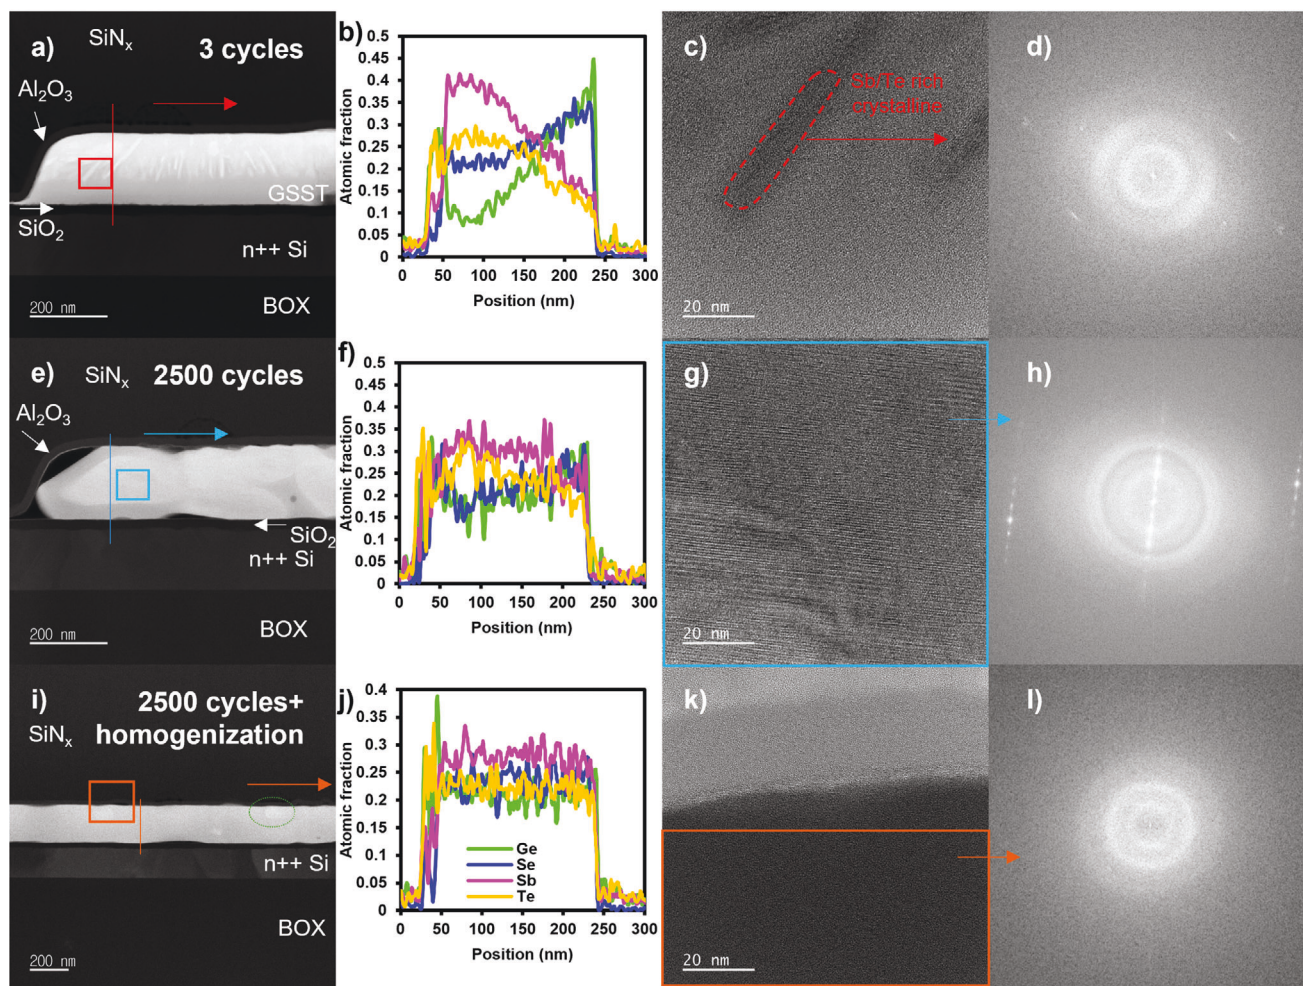 a)
SiNₓ
3 cycles
Al₂O₃
GSST
SiO₂
n++ Si
200 nm
BOX
b)
0.5
0.45
0.4
0.35
0.3
0.25
0.2
0.15
0.1
0.05
0
Atomic fraction
0 50 100 150 200 250 300
Position (nm)
c)
Sb/Te rich
crystalline
20 nm
d)
e)
SiNₓ
2500 cycles
Al₂O₃
SiO₂
n++ Si
200 nm
BOX
f)
0.5
0.45
0.4
0.35
0.3
0.25
0.2
0.15
0.1
0.05
0
Atomic fraction
0 50 100 150 200 250 300
Position (nm)
g)
20 nm
h)
i)
2500 cycles+
SiNₓ
homogenization
n++ Si
BOX
200 nm
j)
0.4
0.35
0.3
0.25
0.2
0.15
0.1
0.05
0
Atomic fraction
Ge
Se
Sb
Te
0 50 100 150 200 250 300
Position (nm)
k)
20 nm
l)